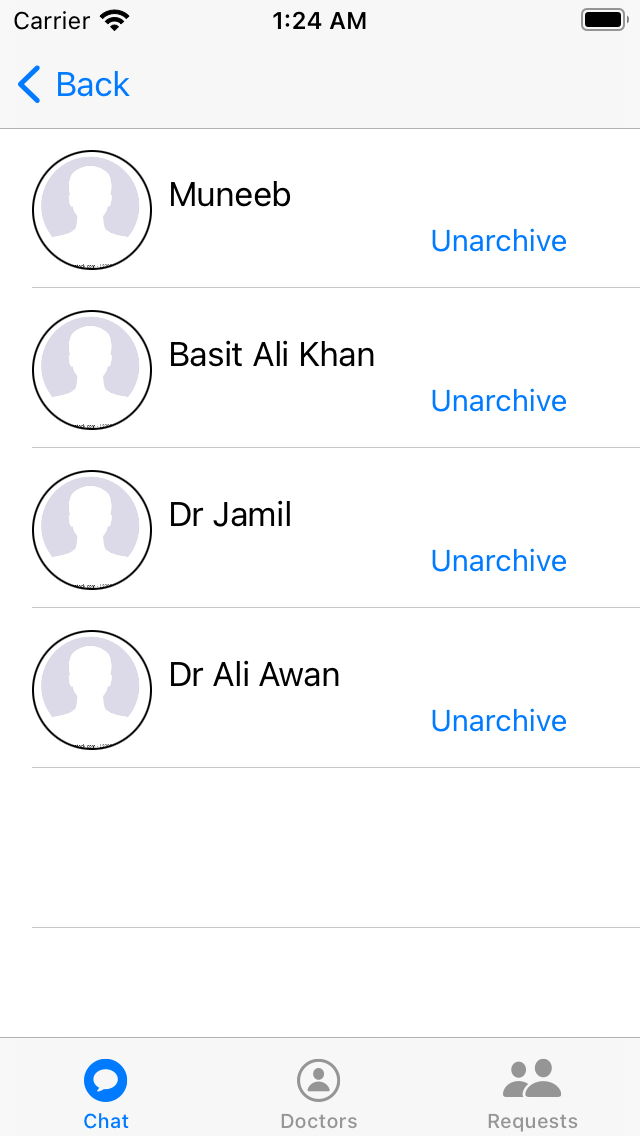 Carrier 1:24 AM
Back
Muneeb
Unarchive
Basit Ali Khan
Unarchive
Dr Jamil
Unarchive
Dr Ali Awan
Unarchive
Chat Doctors Requests